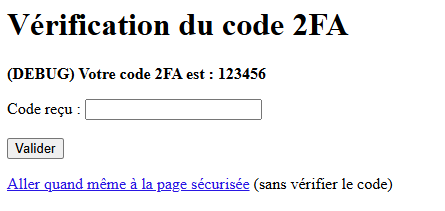 Vérification du code 2FA
(DEBUG) Votre code 2FA est : 123456
Code reçu :
Valider
Aller quand même à la page sécurisée (sans vérifier le code)